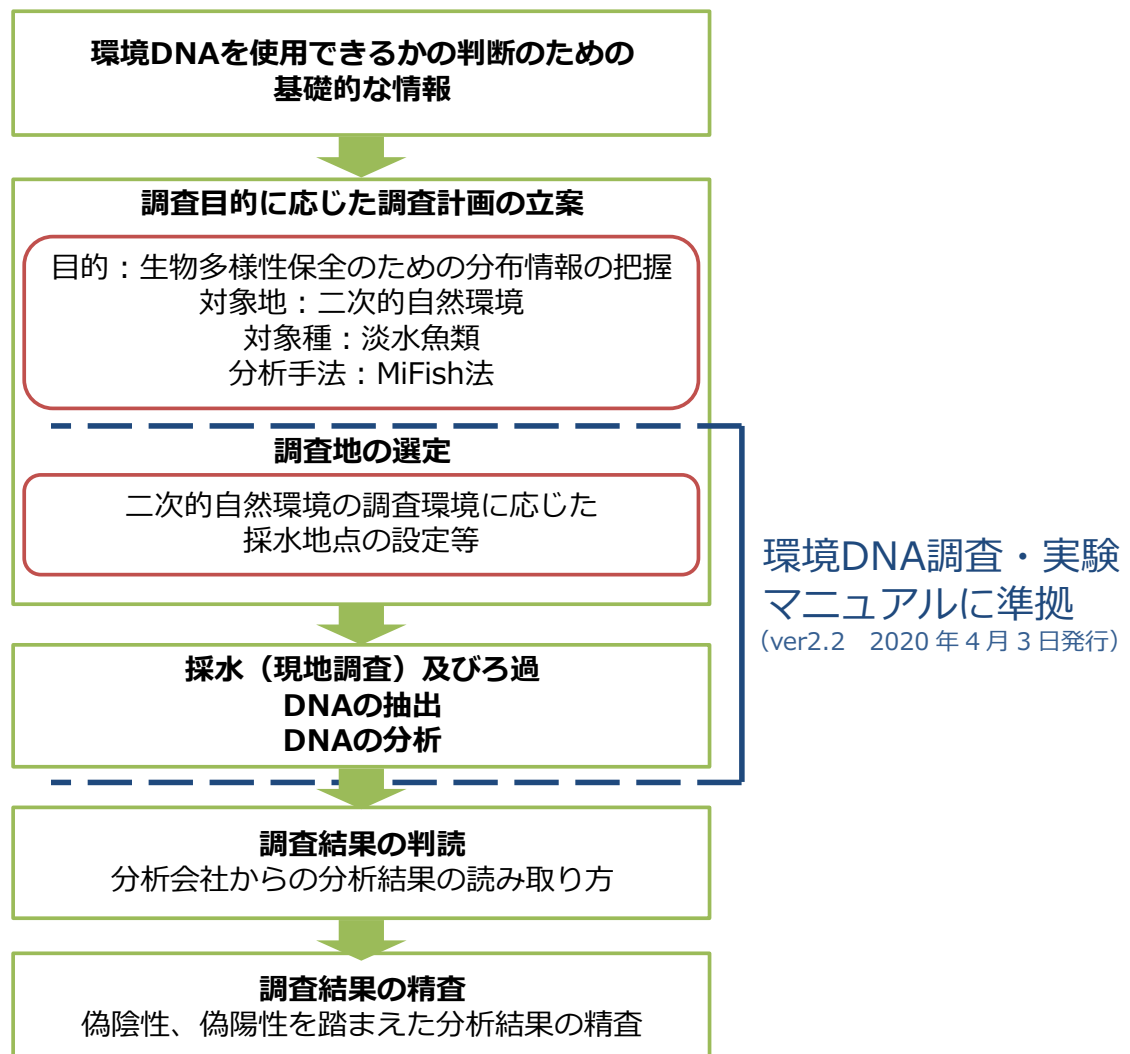 環境DNAを使用できるかの判断のための
基礎的な情報
調査目的に応じた調査計画の立案
目的：生物多様性保全のための分布情報の把握
対象地：二次的自然環境
対象種：淡水魚類
分析手法：MiFish法
調査地の選定
二次的自然環境の調査環境に応じた
採水地点の設定等
環境DNA調査・実験
マニュアルに準拠
（ver2.2　2020 年 4 月 3 日発行）
採水（現地調査）及びろ過
DNAの抽出
DNAの分析
調査結果の判読
分析会社からの分析結果の読み取り方
調査結果の精査
偽陰性、偽陽性を踏まえた分析結果の精査